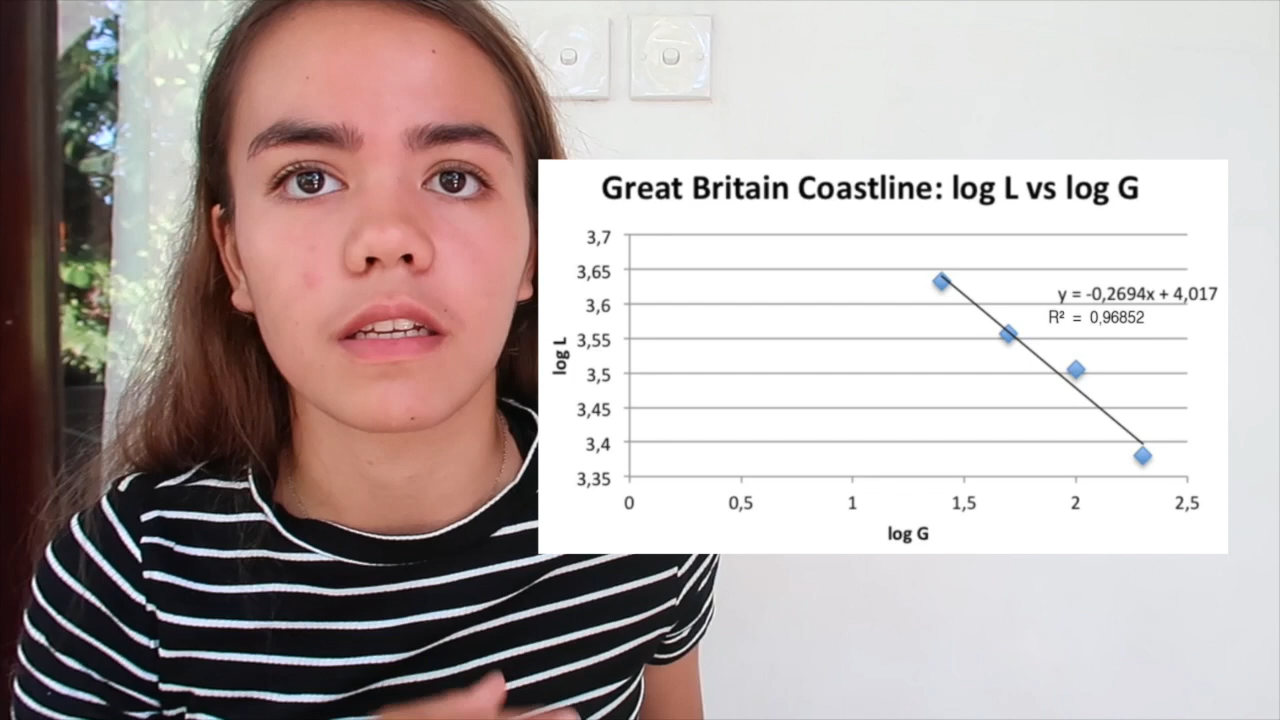 Great Britain Coastline: log L vs log G
3,7
3,65
3,6
3,55
3,5
3,45
3,4
3,35
log L
y = -0,2694x + 4,017
R² = 0,96852
0 0,5 1 1,5 2 2,5
log G